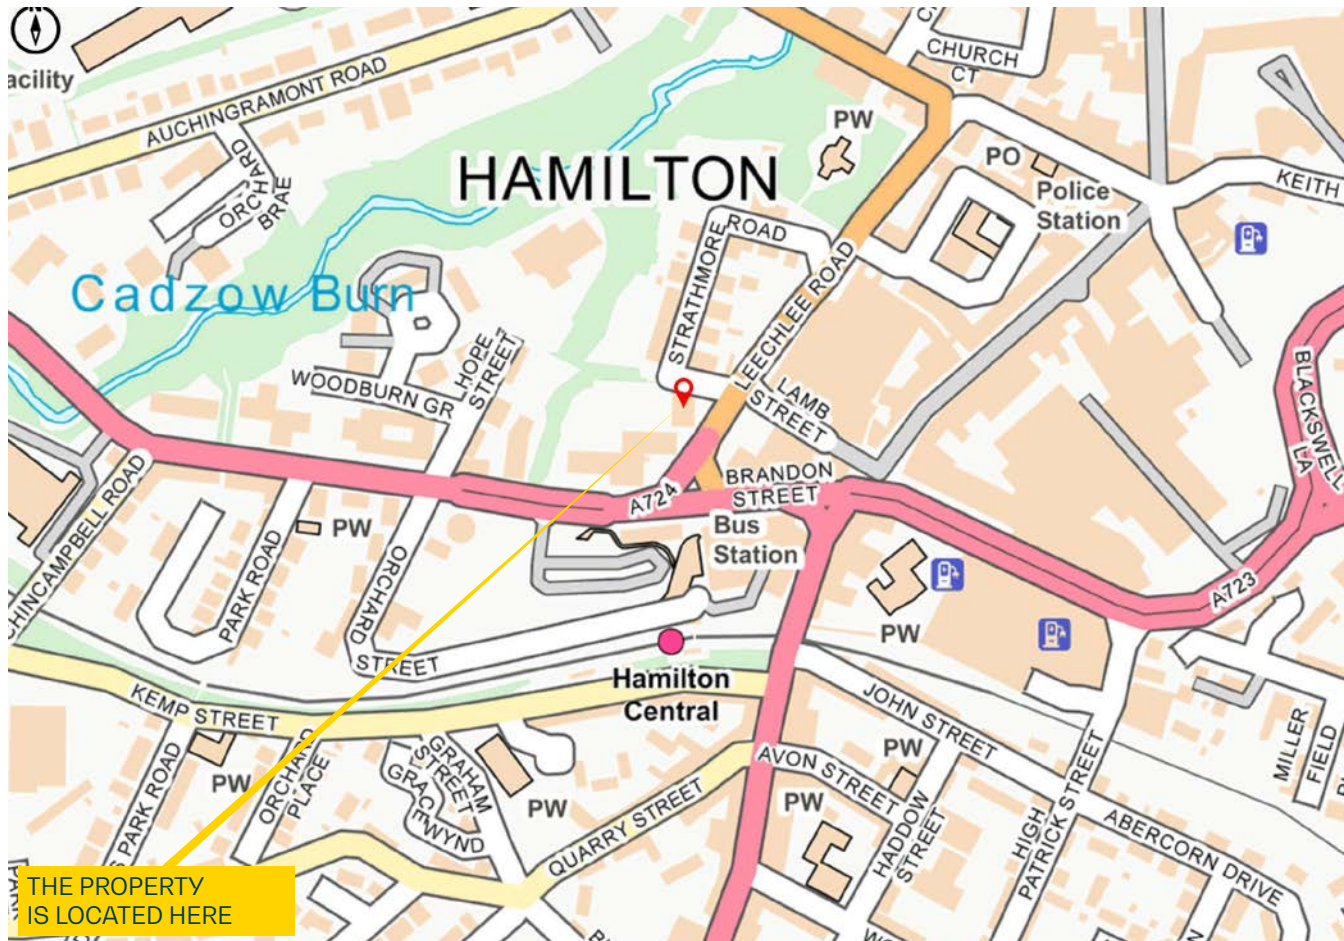 acility
AUCHINGRAMONT ROAD
ORCHARD
BRAE
CHURCH
CT
PW
HAMILTON
PO
Police
Station
KEITH
ROAD
STRATHMORE
LEECHLEE ROAD
Cadzow Burn
HOPE
STREET
WOODBURN GR
LAMB
STREET
BLACKSWELL
LA
BRANDON
STREET
A724
Bus
Station
PW
CHINCAMPBELL ROAD
PARK ROAD
ORCHARD
STREET
A723
PW
Hamilton
Central
KEMP STREET
JOHN STREET
MILLER
FIELD
S PARK ROAD
PW
ORCHARD
PLACE
GRAHAM
STREET
GRACE
WYND
PW
QUARRY STREET
AVON STREET
PW
PW
HADDOW
STREET
HIGH
PATRICK STREET
ABERCORN DRIVE
THE PROPERTY
IS LOCATED HERE